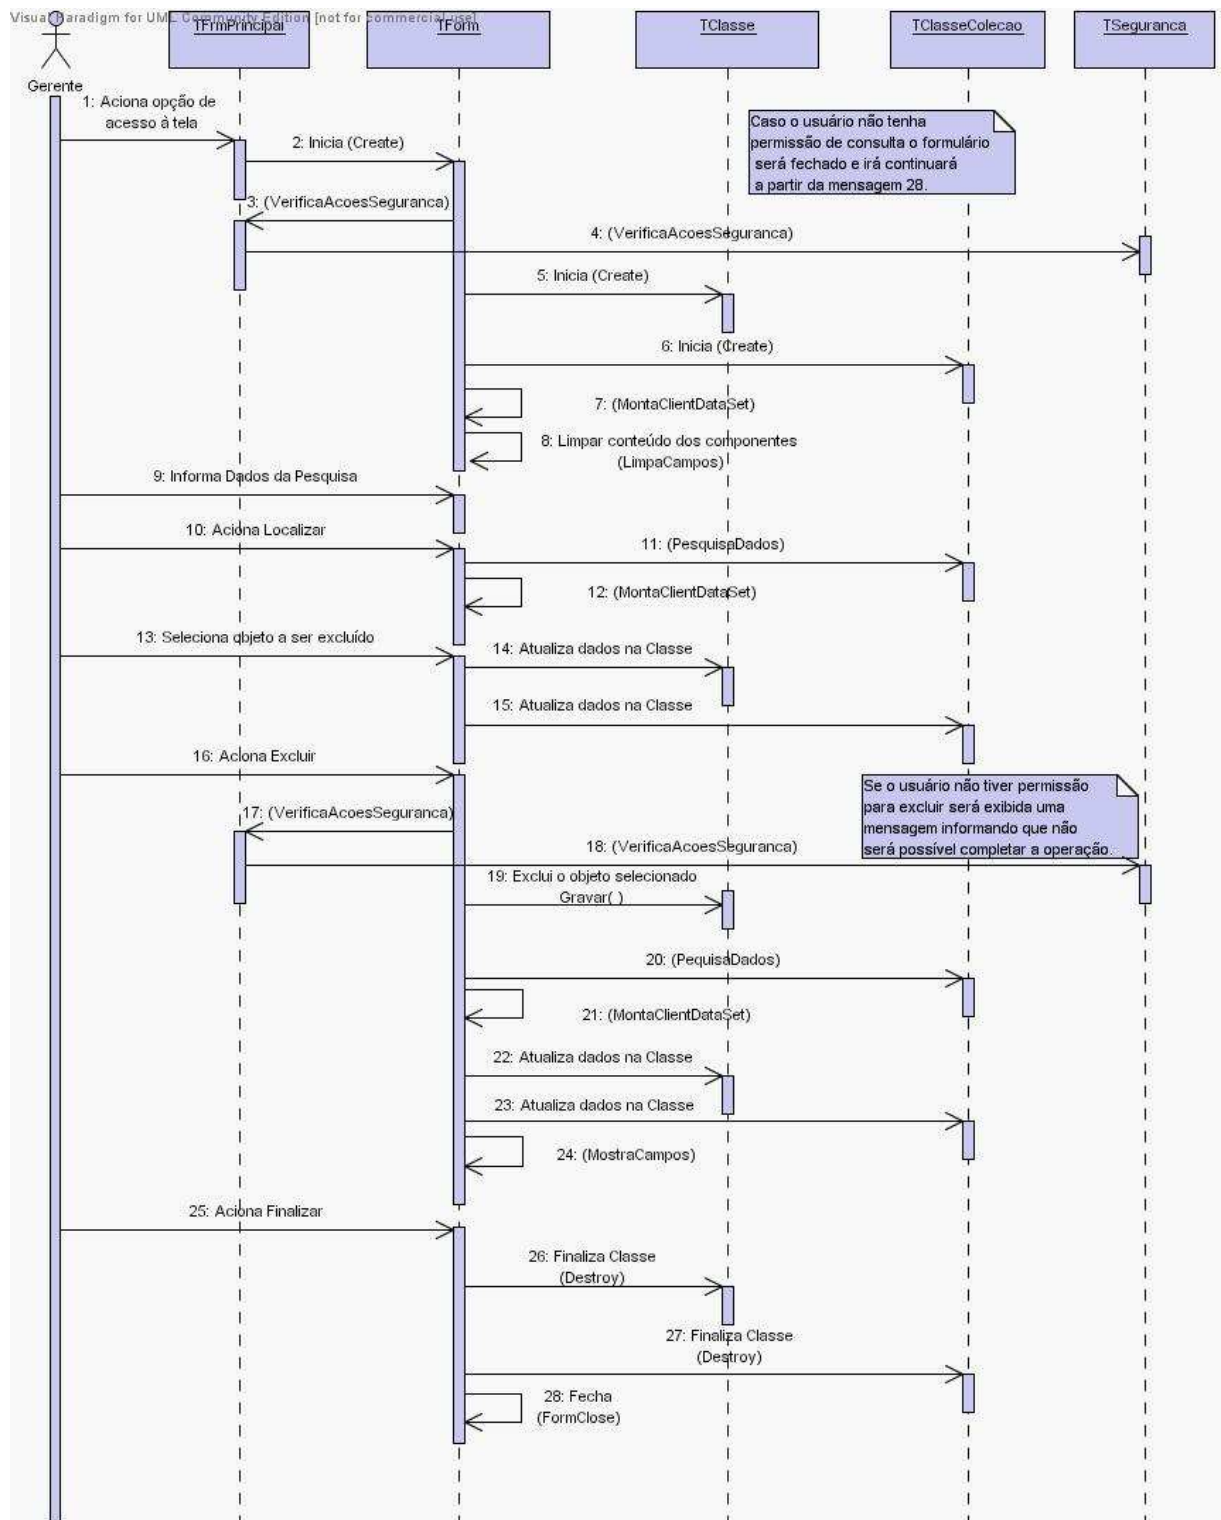 Visual Paradigm for UML Community Edition [not for commercial use]
TFrmPrincipal
TForm
TClasse
TClasseColecao
TSeguranca
Gerente
1: Aciona opção de
acesso à tela
Caso o usuário não tenha
permissão de consulta o formulário
será fechado e irá continuará
a partir da mensagem 28.
2: Inicia (Create)
3: (VerificaAcoesSeguranca)
4: (VerificaAcoesSeguranca)
5: Inicia (Create)
6: Inicia (Create)
7: (MontaClientDataSet)
8: Limpar conteúdo dos componentes
(LimpaCampos)
9: Informa Dados da Pesquisa
10: Aciona Localizar
11: (PesquisaDados)
12: (MontaClientDataSet)
13: Seleciona objeto a ser excluído
14: Atualiza dados na Classe
15: Atualiza dados na Classe
16: Aciona Excluir
Se o usuário não tiver permissão
para excluir será exibida uma
mensagem informando que não
será possível completar a operação.
17: (VerificaAcoesSeguranca)
18: (VerificaAcoesSeguranca)
19: Exclui o objeto selecionado
Gravar( )
20: (PequisaDados)
21: (MontaClientDataSet)
22: Atualiza dados na Classe
23: Atualiza dados na Classe
24: (MostraCampos)
25: Aciona Finalizar
26: Finaliza Classe
(Destroy)
27: Finaliza Classe
(Destroy)
28: Fecha
(FormClose)